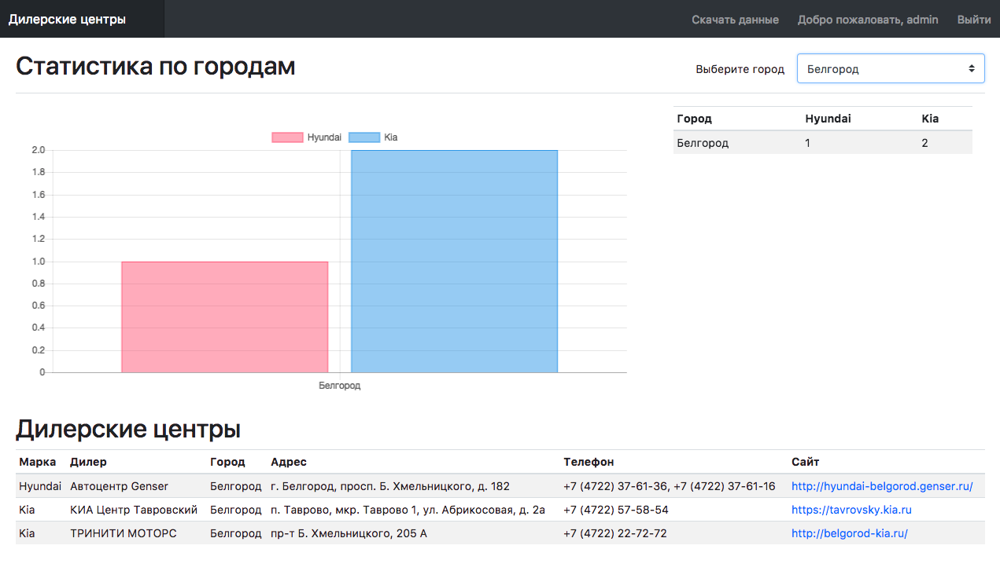 Дилерские центры Скачать данные Добро пожаловать, admin Выйти
Статистика по городам
Выберите город Белгород
Hyundai Kia
2.0
1.8
1.6
1.4
1.2
1.0
0.8
0.6
0.4
0.2
0
Белгород
Город Hyundai Kia
Белгород 1 2
Дилерские центры
Марка Дилер Город Адрес Телефон Сайт
Hyundai Автоцентр Genser Белгород г. Белгород, просп. Б. Хмельницкого, д. 182 +7 (4722) 37-61-36, +7 (4722) 37-61-16 http://hyundai-belgorod.genser.ru/
Kia КИА Центр Тавровский Белгород п. Таврово, мкр. Таврово 1, ул. Абрикосовая, д. 2а +7 (4722) 57-58-54 https://tavrovsky.kia.ru
Kia ТРИНИТИ МОТОРС Белгород пр-т Б. Хмельницкого, 205 А +7 (4722) 22-72-72 http://belgorod-kia.ru/